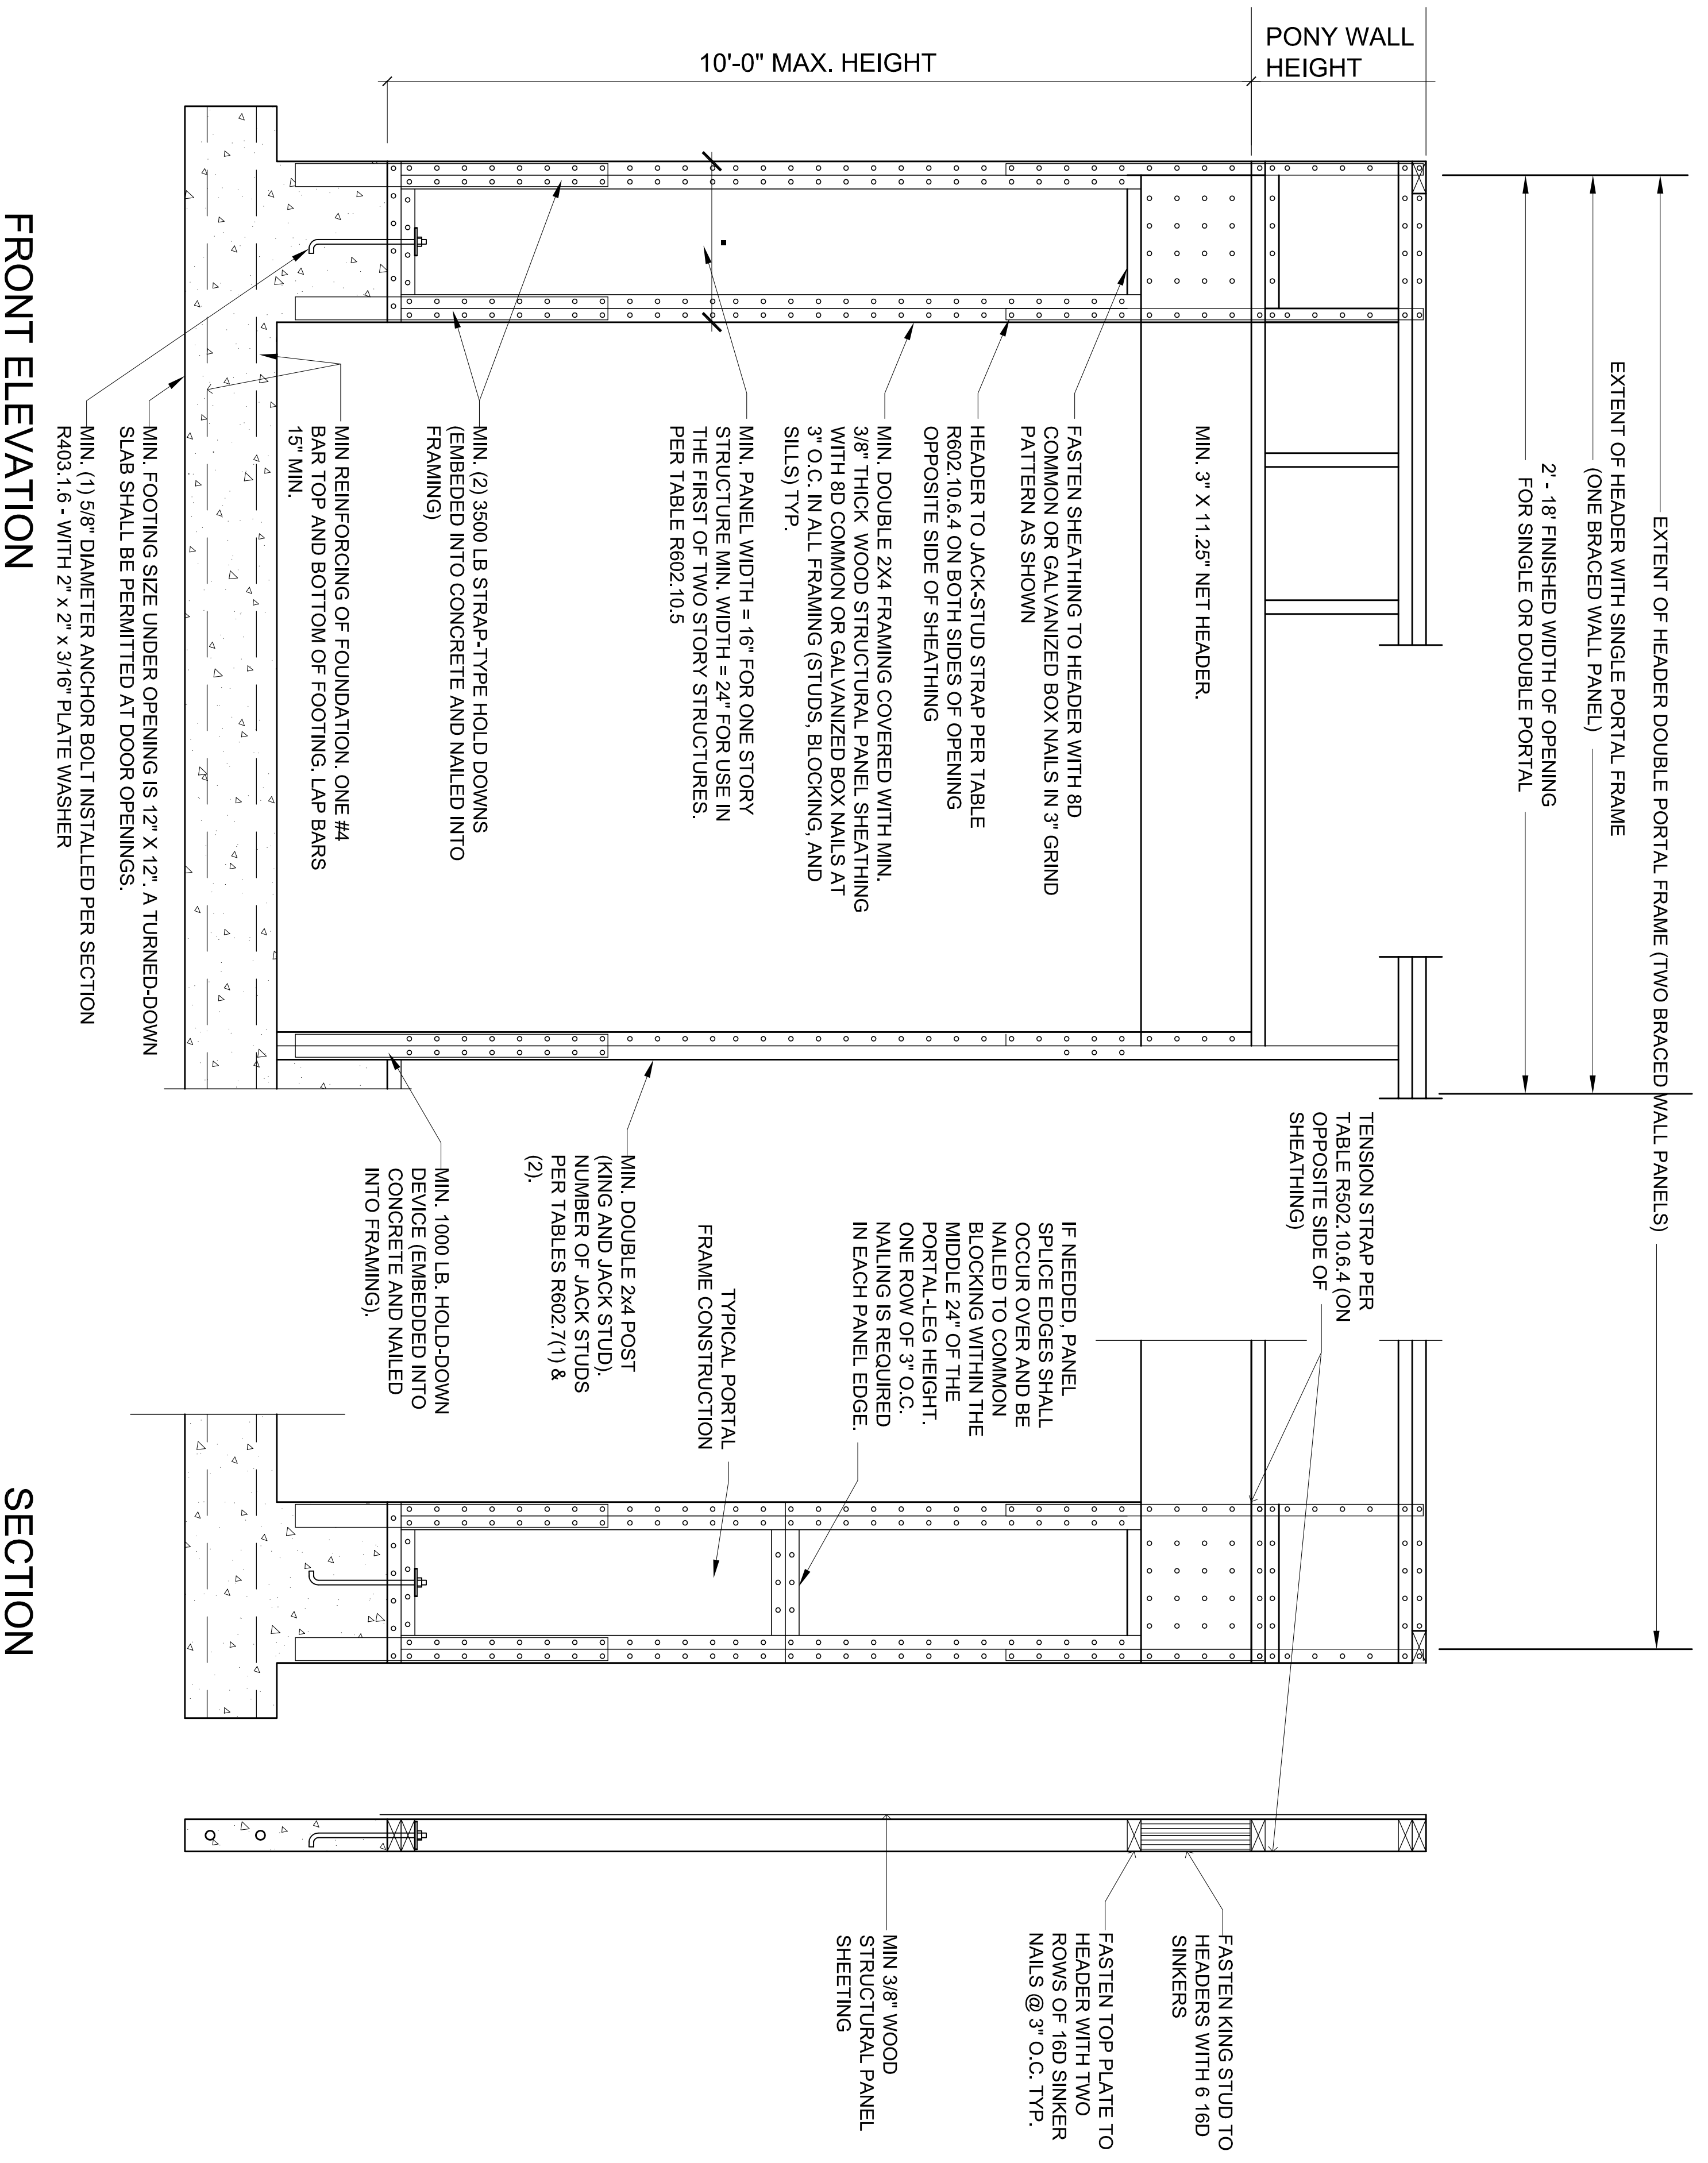 EXTENT OF HEADER DOUBLE PORTAL FRAME (TWO BRACED WALL PANELS)
EXTENT OF HEADER WITH SINGLE PORTAL FRAME
(ONE BRACED WALL PANEL)
2' - 18' FINISHED WIDTH OF OPENING
FOR SINGLE OR DOUBLE PORTAL
PONY WALL
HEIGHT
10'-0" MAX. HEIGHT
MIN. 3" X 11.25" NET HEADER.
FASTEN SHEATHING TO HEADER WITH 8D
COMMON OR GALVANIZED BOX NAILS IN 3" GRIND
PATTERN AS SHOWN
HEADER TO JACK-STUD STRAP PER TABLE
R602.10.6.4 ON BOTH SIDES OF OPENING
OPPOSITE SIDE OF SHEATHING
MIN. DOUBLE 2X4 FRAMING COVERED WITH MIN.
3/8" THICK WOOD STRUCTURAL PANEL SHEATHING
WITH 8D COMMON OR GALVANIZED BOX NAILS AT
3" O.C. IN ALL FRAMING (STUDS, BLOCKING, AND
SILLS) TYP.
MIN. PANEL WIDTH = 16" FOR ONE STORY
STRUCTURE MIN. WIDTH = 24" FOR USE IN
THE FIRST OF TWO STORY STRUCTURES.
PER TABLE R602.10.5
MIN. (2) 3500 LB STRAP-TYPE HOLD DOWNS
(EMBEDED INTO CONCRETE AND NAILED INTO
FRAMING)
MIN REINFORCING OF FOUNDATION. ONE #4
BAR TOP AND BOTTOM OF FOOTING. LAP BARS
15" MIN.
MIN. FOOTING SIZE UNDER OPENING IS 12" X 12". A TURNED-DOWN
SLAB SHALL BE PERMITTED AT DOOR OPENINGS.
MIN. (1) 5/8" DIAMETER ANCHOR BOLT INSTALLED PER SECTION
R403.1.6 - WITH 2" x 2" x 3/16" PLATE WASHER
TENSION STRAP PER
TABLE R502.10.6.4 (ON
OPPOSITE SIDE OF
SHEATHING)
IF NEEDED, PANEL
SPLICE EDGES SHALL
OCCUR OVER AND BE
NAILED TO COMMON
BLOCKING WITHIN THE
MIDDLE 24" OF THE
PORTAL-LEG HEIGHT.
ONE ROW OF 3" O.C.
NAILING IS REQUIRED
IN EACH PANEL EDGE.
TYPICAL PORTAL
FRAME CONSTRUCTION
MIN. DOUBLE 2x4 POST
(KING AND JACK STUD).
NUMBER OF JACK STUDS
PER TABLES R602.7(1) &
(2).
MIN. 1000 LB. HOLD-DOWN
DEVICE (EMBEDDED INTO
CONCRETE AND NAILED
INTO FRAMING).
FASTEN KING STUD TO
HEADERS WITH 6 16D
SINKERS
FASTEN TOP PLATE TO
HEADER WITH TWO
ROWS OF 16D SINKER
NAILS @ 3" O.C. TYP.
MIN 3/8" WOOD
STRUCTURAL PANEL
SHEETING
FRONT ELEVATION
SECTION